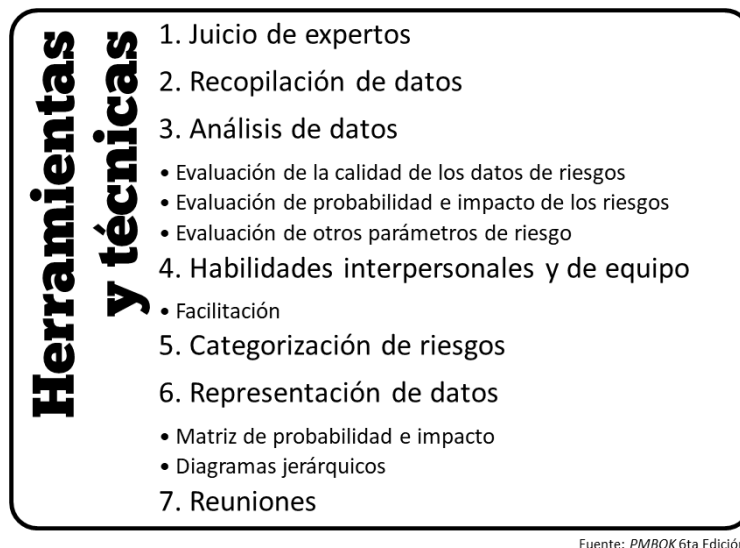 Herramientas
y técnicas
1. Juicio de expertos
2. Recopilación de datos
3. Análisis de datos
• Evaluación de la calidad de los datos de riesgos
• Evaluación de probabilidad e impacto de los riesgos
• Evaluación de otros parámetros de riesgo
4. Habilidades interpersonales y de equipo
• Facilitación
5. Categorización de riesgos
6. Representación de datos
• Matriz de probabilidad e impacto
• Diagramas jerárquicos
7. Reuniones
Fuente: PMBOK 6ta Edición